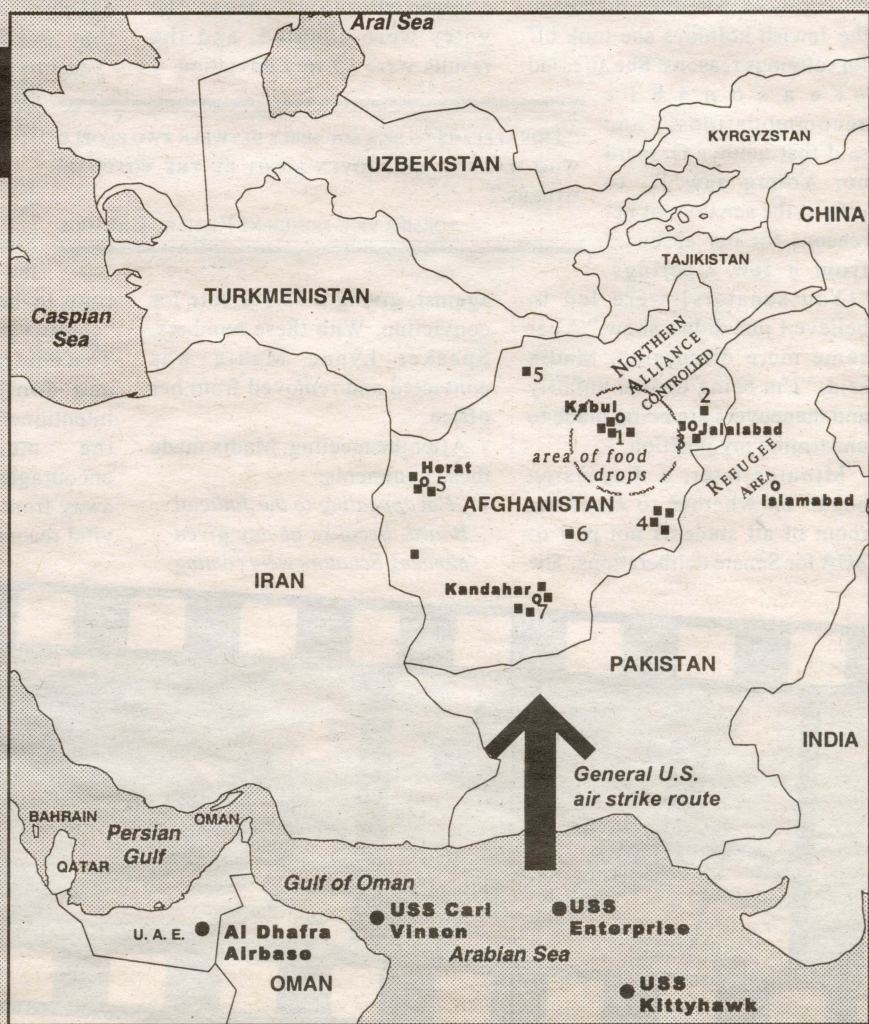 Aral Sea
KYRGYZSTAN
UZBEKISTAN
CHINA
TAJIKISTAN
TURKMENISTAN
Caspian
Sea
NORTHERN
ALLIANCE
CONTROLLED
5
2
Kabul
1
3
Jalalabad
area of food
drops
REFUGEE
AREA
Islamabad
Herat
5
AFGHANISTAN
4
6
IRAN
Kandahar
7
PAKISTAN
INDIA
General U.S.
air strike route
BAHRAIN
OMAN
Persian
Gulf
QATAR
Gulf of Oman
USS Carl
Vinson
USS
Enterprise
U. A. E.
Al Dhafra
Airbase
Arabian Sea
OMAN
USS
Kittyhawk